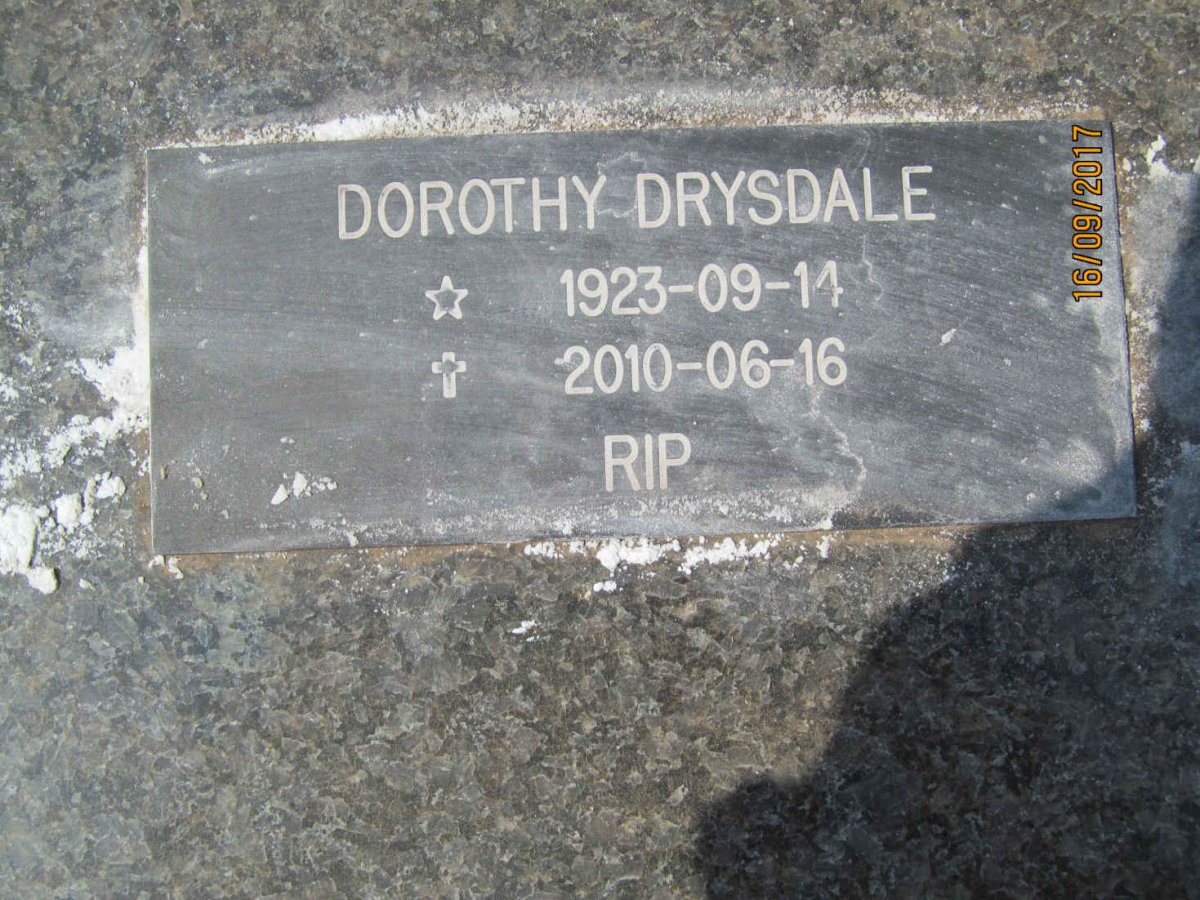 DOROTHY DRYSDALE
1923-09-14
2010-06-16
RIP
16/09/2017